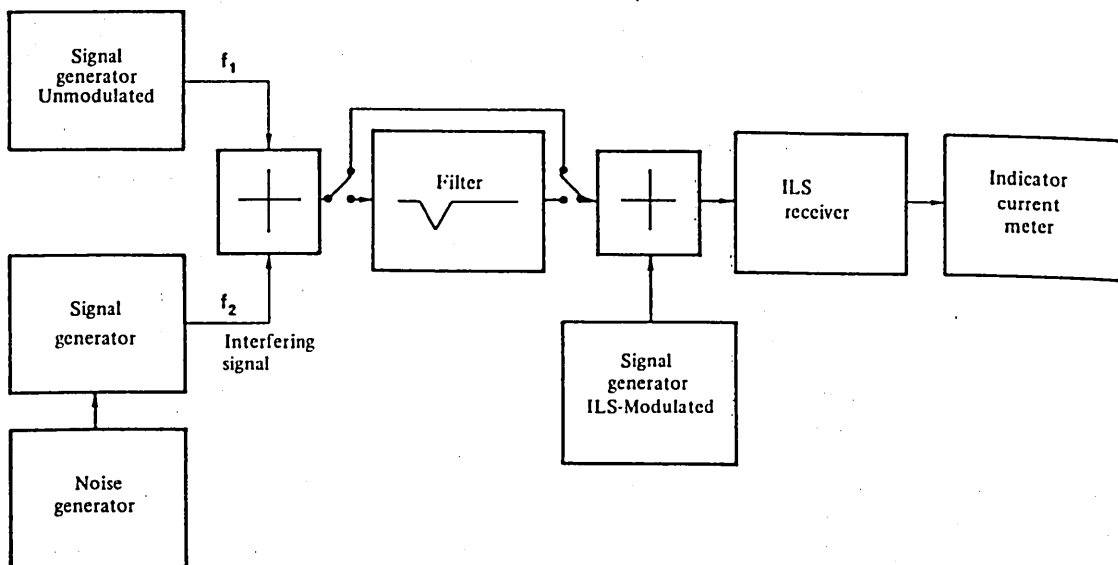 Signal
generator
Unmodulated
f₁
Filter
ILS
receiver
Indicator
current
meter
Signal
generator
f₂
Interfering
signal
Signal
generator
ILS-Modulated
Noise
generator